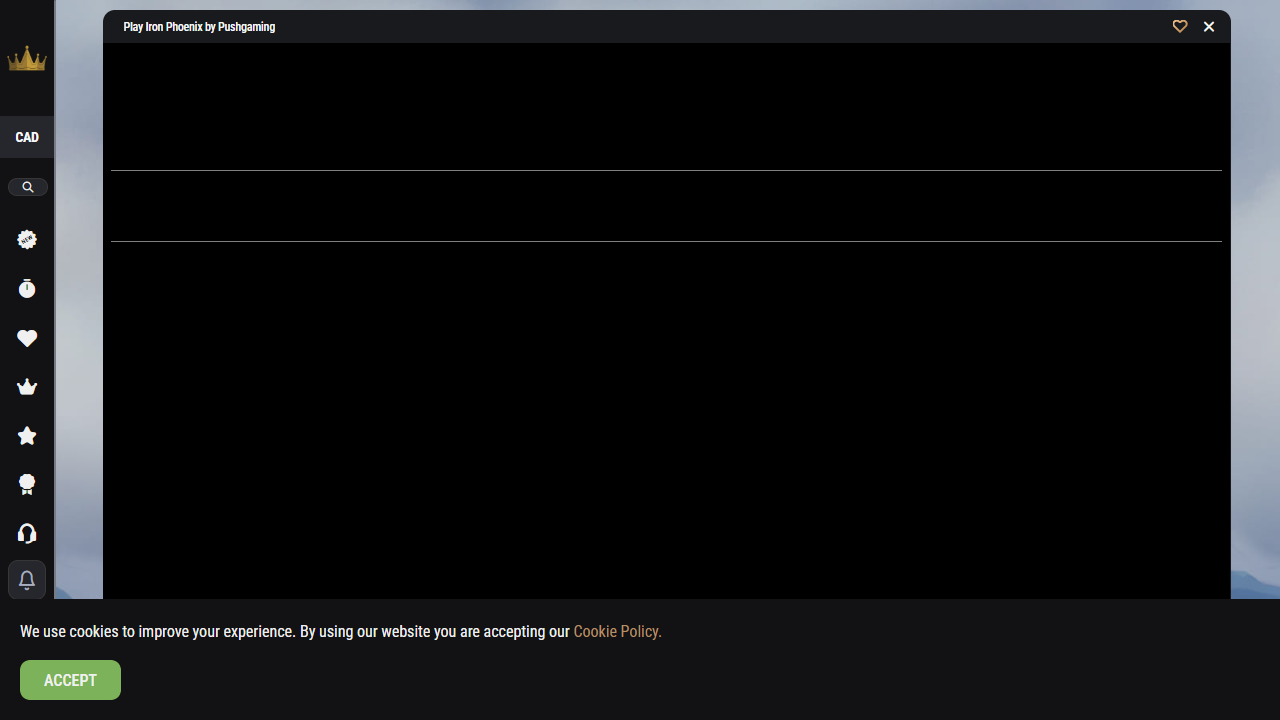 Play Iron Phoenix by Pushgaming
CAD
NEW
We use cookies to improve your experience. By using our website you are accepting our Cookie Policy.
ACCEPT